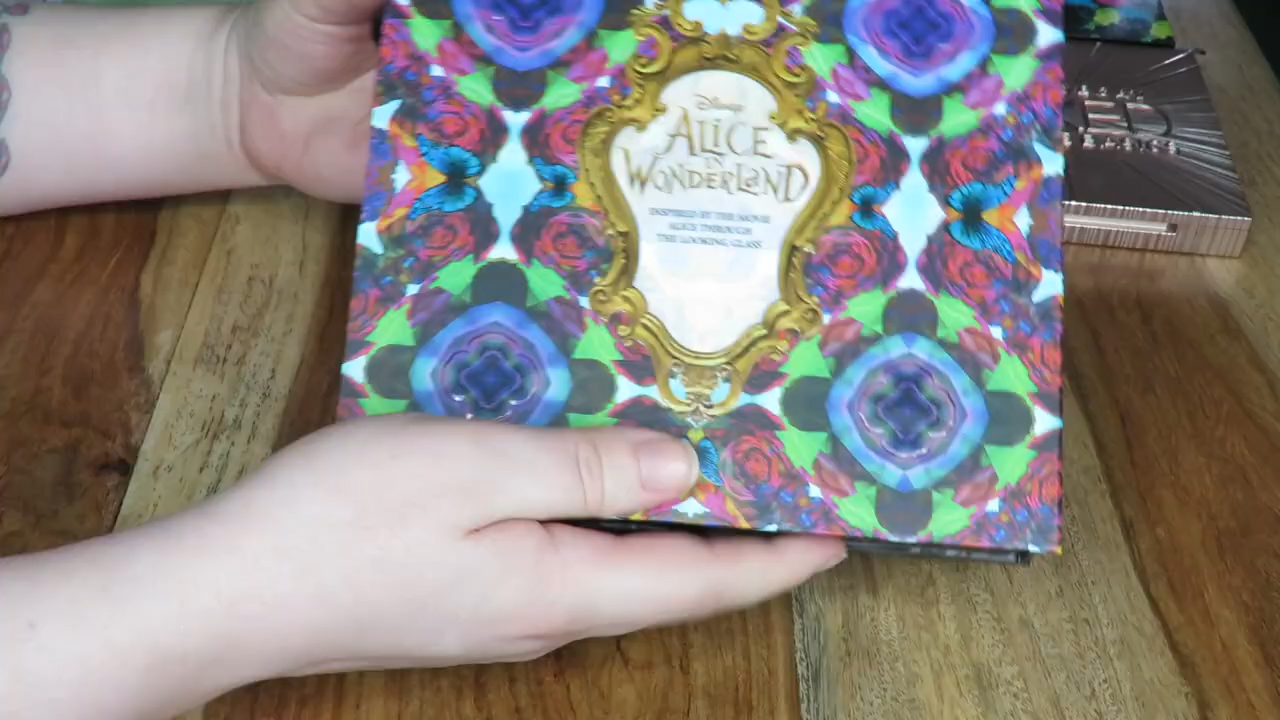 Disney
ALiCE
IN
WONDERLaND
INSPIRED BY THE MOVIE
ALICE THROUGH
THE LOOKING GLASS